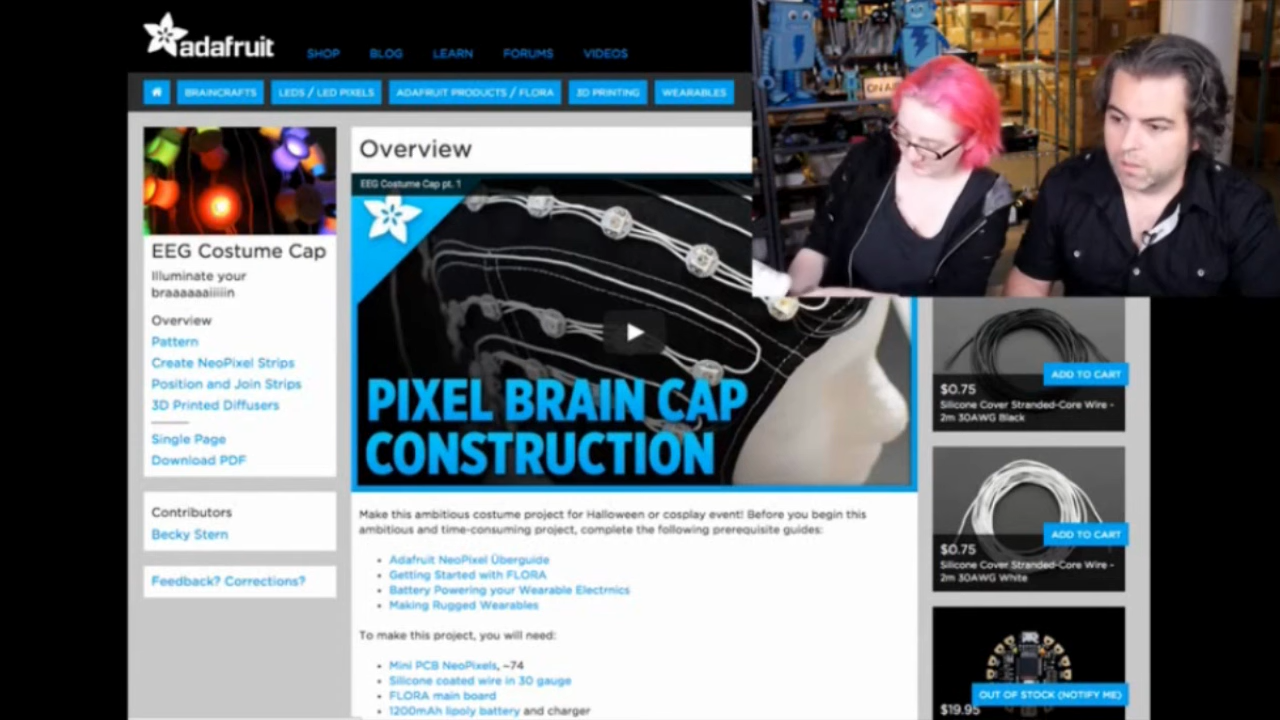 adafruit
SHOP BLOG LEARN FORUMS VIDEOS
BRAINCRAFTS LEDS / LED PIXELS ADAFRUIT PRODUCTS / FLORA 3D PRINTING WEARABLES
EEG Costume Cap
Illuminate your
braaaaaaiiiiiin
Overview
Pattern
Create NeoPixel Strips
Position and Join Strips
3D Printed Diffusers
Single Page
Download PDF
Contributors
Becky Stern
Feedback? Corrections?
Overview
EEG Costume Cap pt. 1
PIXEL BRAIN CAP
CONSTRUCTION
Make this ambitious costume project for Halloween or cosplay event! Before you begin this
ambitious and time-consuming project, complete the following prerequisite guides:
Adafruit NeoPixel Überguide
Getting Started with FLORA
Battery Powering your Wearable Electrnics
Making Rugged Wearables
To make this project, you will need:
Mini PCB NeoPixels, ~74
Silicone coated wire in 30 gauge
FLORA main board
1200mAh lipoly battery and charger
ADD TO CART
$0.75
Silicone Cover Stranded-Core Wire -
2m 30AWG Black
ADD TO CART
$0.75
Silicone Cover Stranded-Core Wire -
2m 30AWG White
OUT OF STOCK (NOTIFY ME)
$19.95